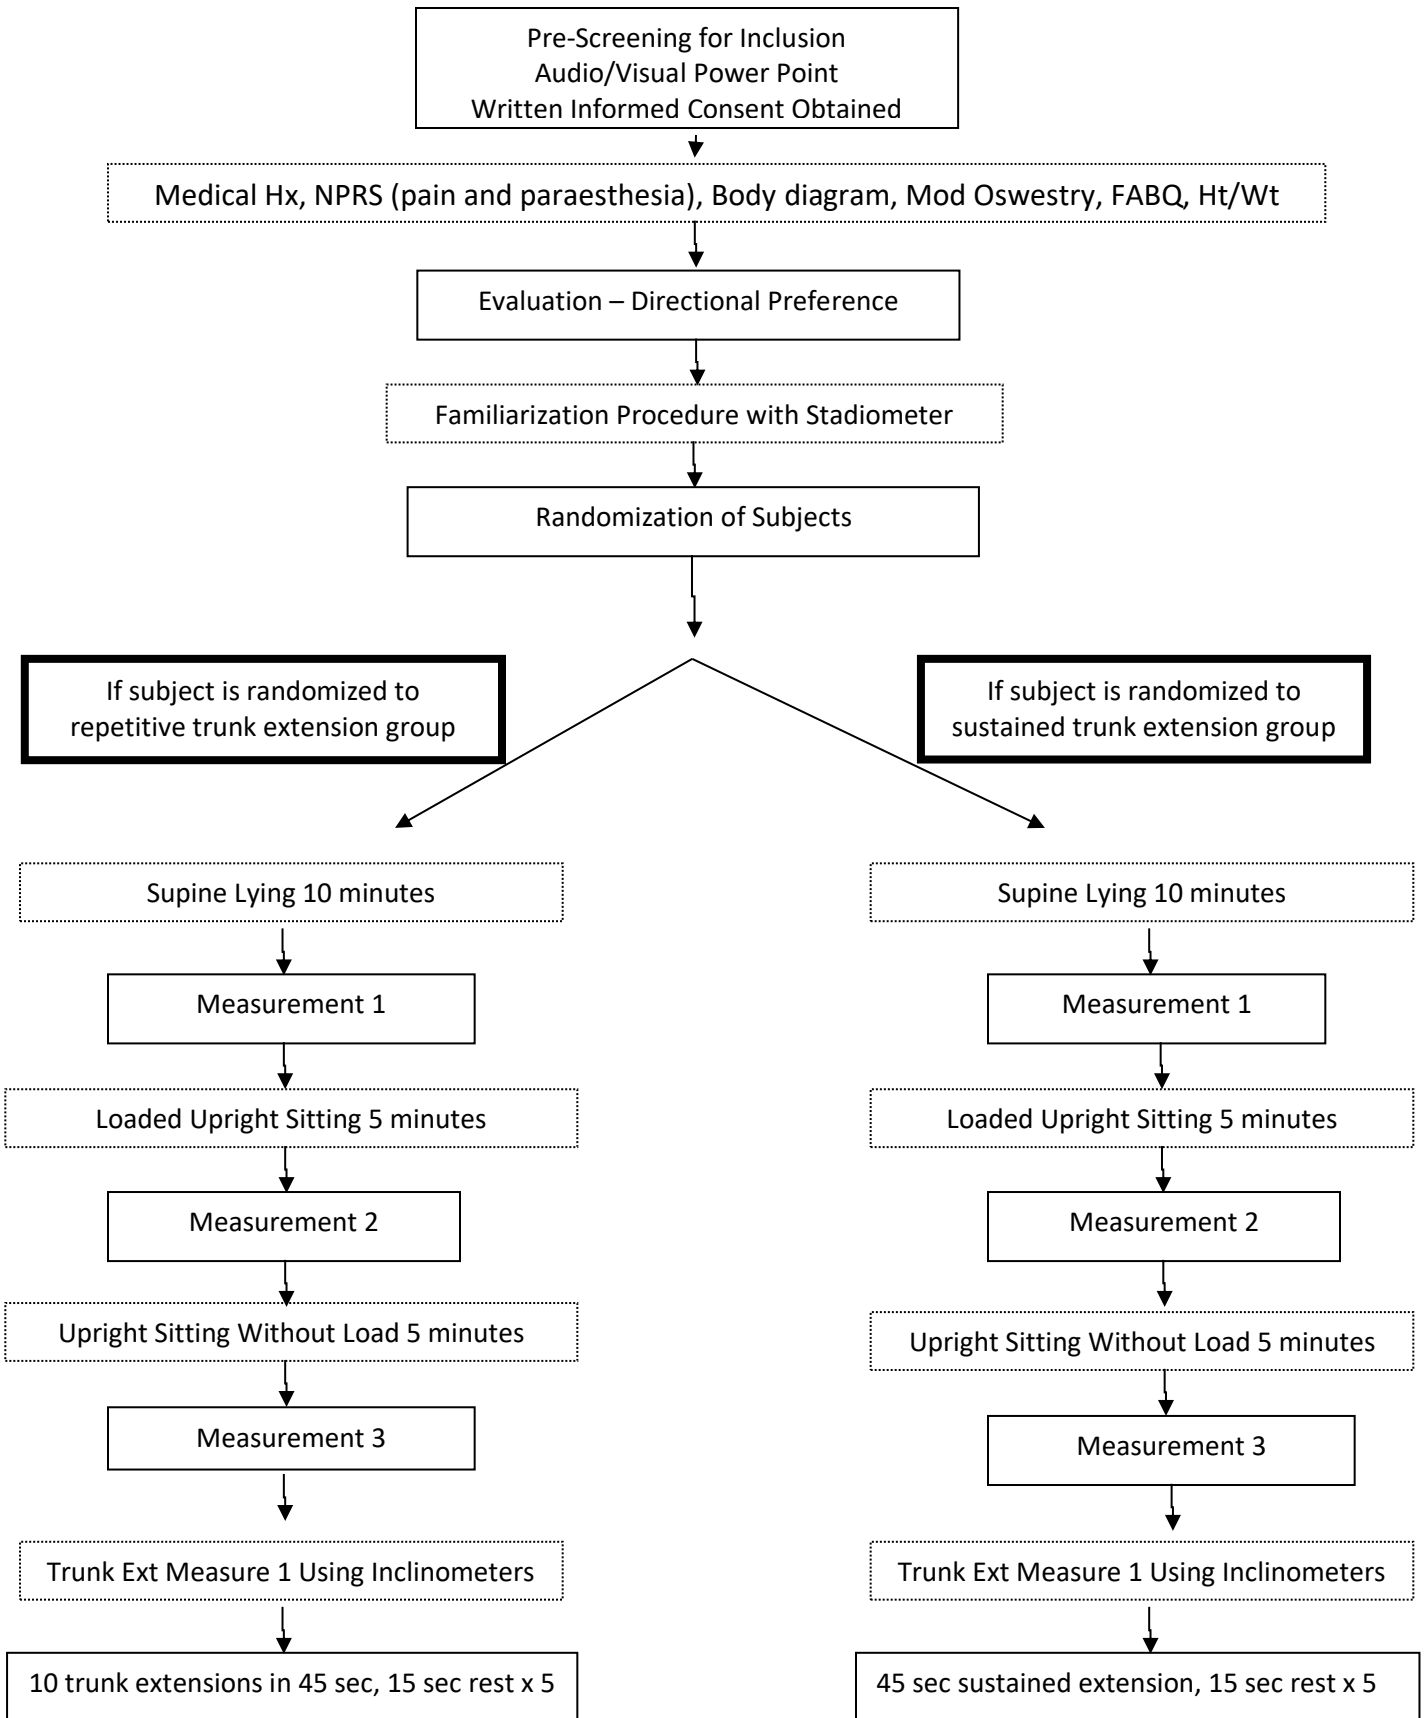 Pre-Screening for Inclusion
Audio/Visual Power Point
Written Informed Consent Obtained
Medical Hx, NPRS (pain and paraesthesia), Body diagram, Mod Oswestry, FABQ, Ht/Wt
Evaluation – Directional Preference
Familiarization Procedure with Stadiometer
Randomization of Subjects
If subject is randomized to
repetitive trunk extension group
If subject is randomized to
sustained trunk extension group
Supine Lying 10 minutes
Measurement 1
Loaded Upright Sitting 5 minutes
Measurement 2
Upright Sitting Without Load 5 minutes
Measurement 3
Trunk Ext Measure 1 Using Inclinometers
10 trunk extensions in 45 sec, 15 sec rest x 5
Supine Lying 10 minutes
Measurement 1
Loaded Upright Sitting 5 minutes
Measurement 2
Upright Sitting Without Load 5 minutes
Measurement 3
Trunk Ext Measure 1 Using Inclinometers
45 sec sustained extension, 15 sec rest x 5